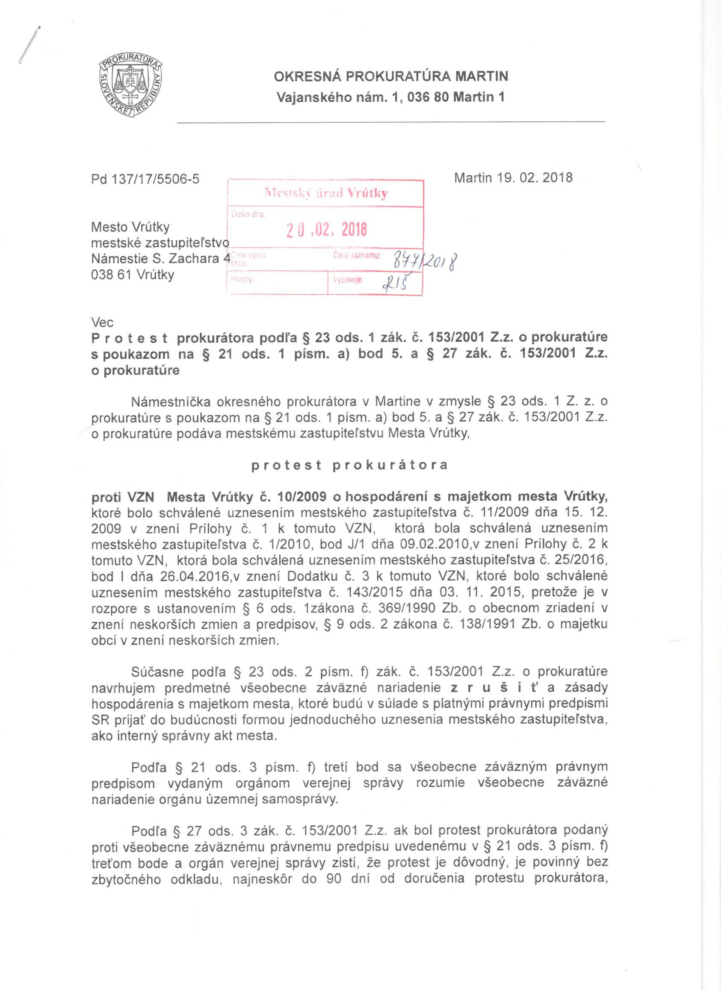 PROKURATÚRA
SLOVENSKEJ REPUBLIKY
OKRESNÁ PROKURATÚRA MARTIN
Vajanského nám. 1, 036 80 Martin 1
Pd 137/17/5506-5
Martin 19. 02. 2018
Mestský úrad Vrútky
Došlo dňa:
20.02. 2018
Číslo spisu:
MsÚ-
Číslo záznamu:
877/2018
Prílohy:
Vybavuje:
RIŠ
Mesto Vrútky
mestské zastupiteľstvo
Námestie S. Zachara 4
038 61 Vrútky
Vec
P r o t e s t prokurátora podľa § 23 ods. 1 zák. č. 153/2001 Z.z. o prokuratúre
s poukazom na § 21 ods. 1 písm. a) bod 5. a § 27 zák. č. 153/2001 Z.z.
o prokuratúre
Námestníčka okresného prokurátora v Martine v zmysle § 23 ods. 1 Z. z. o
prokuratúre s poukazom na § 21 ods. 1 písm. a) bod 5. a § 27 zák. č. 153/2001 Z.z.
o prokuratúre podáva mestskému zastupiteľstvu Mesta Vrútky,
p r o t e s t p r o k u r á t o r a
proti VZN Mesta Vrútky č. 10/2009 o hospodárení s majetkom mesta Vrútky,
ktoré bolo schválené uznesením mestského zastupiteľstva č. 11/2009 dňa 15. 12.
2009 v znení Prílohy č. 1 k tomuto VZN, ktorá bola schválená uznesením
mestského zastupiteľstva č. 1/2010, bod J/1 dňa 09.02.2010,v znení Prílohy č. 2 k
tomuto VZN, ktorá bola schválená uznesením mestského zastupiteľstva č. 25/2016,
bod I dňa 26.04.2016,v znení Dodatku č. 3 k tomuto VZN, ktoré bolo schválené
uznesením mestského zastupiteľstva č. 143/2015 dňa 03. 11. 2015, pretože je v
rozpore s ustanovením § 6 ods. 1zákona č. 369/1990 Zb. o obecnom zriadení v
znení neskorších zmien a predpisov, § 9 ods. 2 zákona č. 138/1991 Zb. o majetku
obcí v znení neskorších zmien.
Súčasne podľa § 23 ods. 2 písm. f) zák. č. 153/2001 Z.z. o prokuratúre
navrhujem predmetné všeobecne záväzné nariadenie z r u š i ť a zásady
hospodárenia s majetkom mesta, ktoré budú v súlade s platnými právnymi predpismi
SR prijať do budúcnosti formou jednoduchého uznesenia mestského zastupiteľstva,
ako interný správny akt mesta.
Podľa § 21 ods. 3 písm. f) tretí bod sa všeobecne záväzným právnym
predpisom vydaným orgánom verejnej správy rozumie všeobecne záväzné
nariadenie orgánu územnej samosprávy.
Podľa § 27 ods. 3 zák. č. 153/2001 Z.z. ak bol protest prokurátora podaný
proti všeobecne záväznému právnemu predpisu uvedenému v § 21 ods. 3 písm. f)
treťom bode a orgán verejnej správy zistí, že protest je dôvodný, je povinný bez
zbytočného odkladu, najneskôr do 90 dní od doručenia protestu prokurátora,